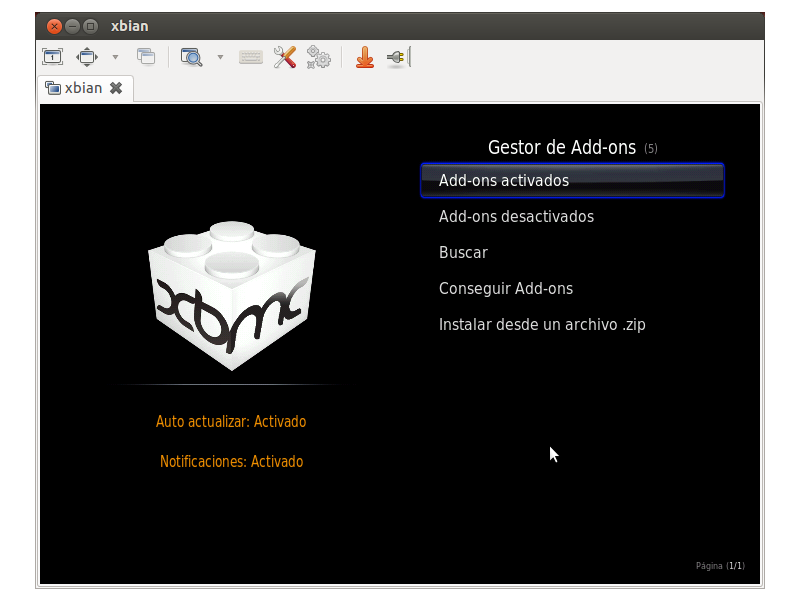 xbian
xbian
Gestor de Add-ons (5)
Add-ons activados
Add-ons desactivados
Buscar
Conseguir Add-ons
Instalar desde un archivo .zip
xbmc
Auto actualizar: Activado
Notificaciones: Activado
Página (1/1)